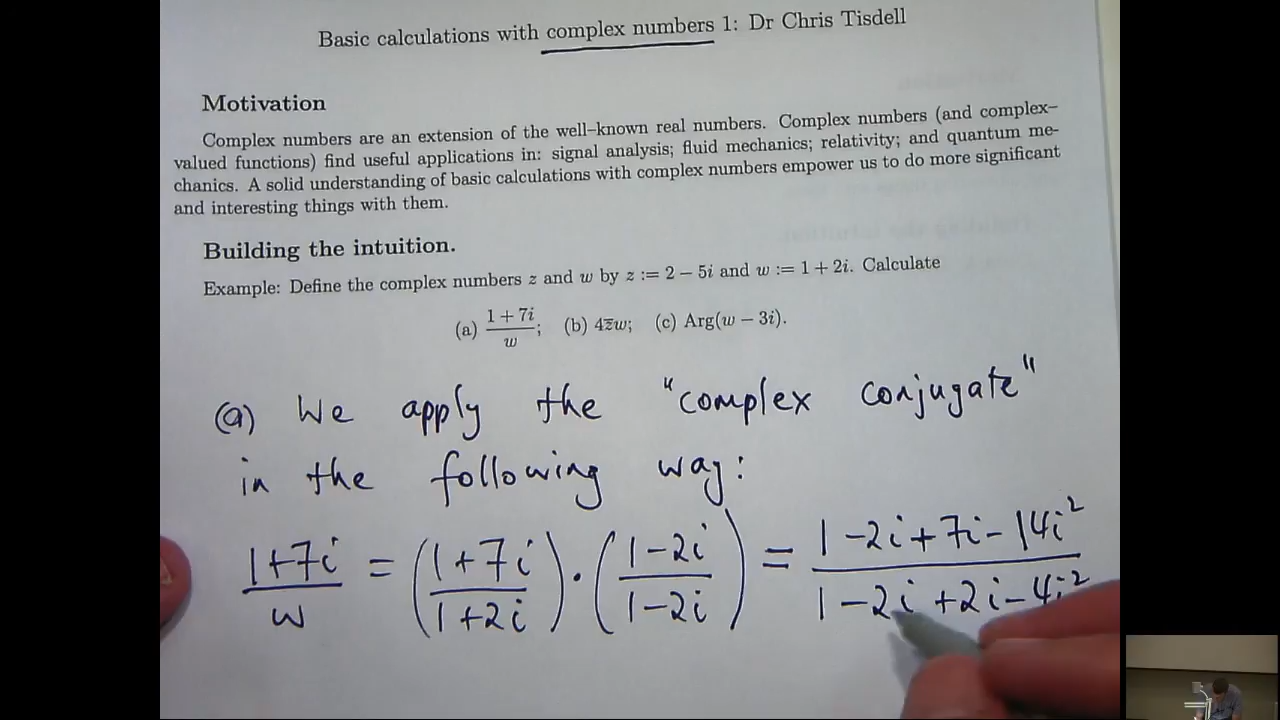 Basic calculations with complex numbers 1: Dr Chris Tisdell
Motivation
Complex numbers are an extension of the well–known real numbers. Complex numbers (and complex–
valued functions) find useful applications in: signal analysis; fluid mechanics; relativity; and quantum me-
chanics. A solid understanding of basic calculations with complex numbers empower us to do more significant
and interesting things with them.
Building the intuition.
Example: Define the complex numbers z and w by z := 2 − 5i and w := 1 + 2i. Calculate
(a) (1 + 7i)/w; (b) 4z̅w; (c) Arg(w − 3i).
(a) We apply the "complex conjugate"
in the following way:
(1+7i)/w = ((1+7i)/(1+2i)) · ((1−2i)/(1−2i)) = (1−2i+7i−14i²)/(1−2i+2i−4i²)